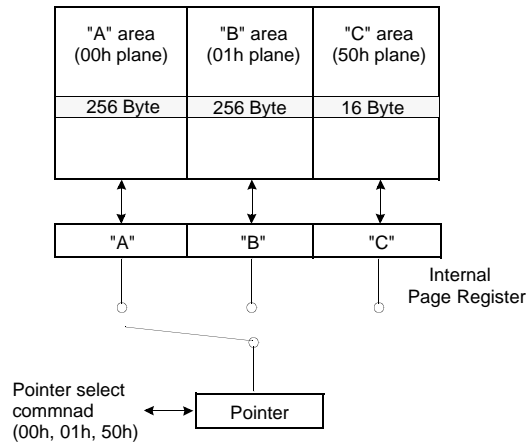 "A" area
(00h plane)
"B" area
(01h plane)
"C" area
(50h plane)
256 Byte
256 Byte
16 Byte
"A"
"B"
"C"
Internal
Page Register
Pointer select
commnad
(00h, 01h, 50h)
Pointer